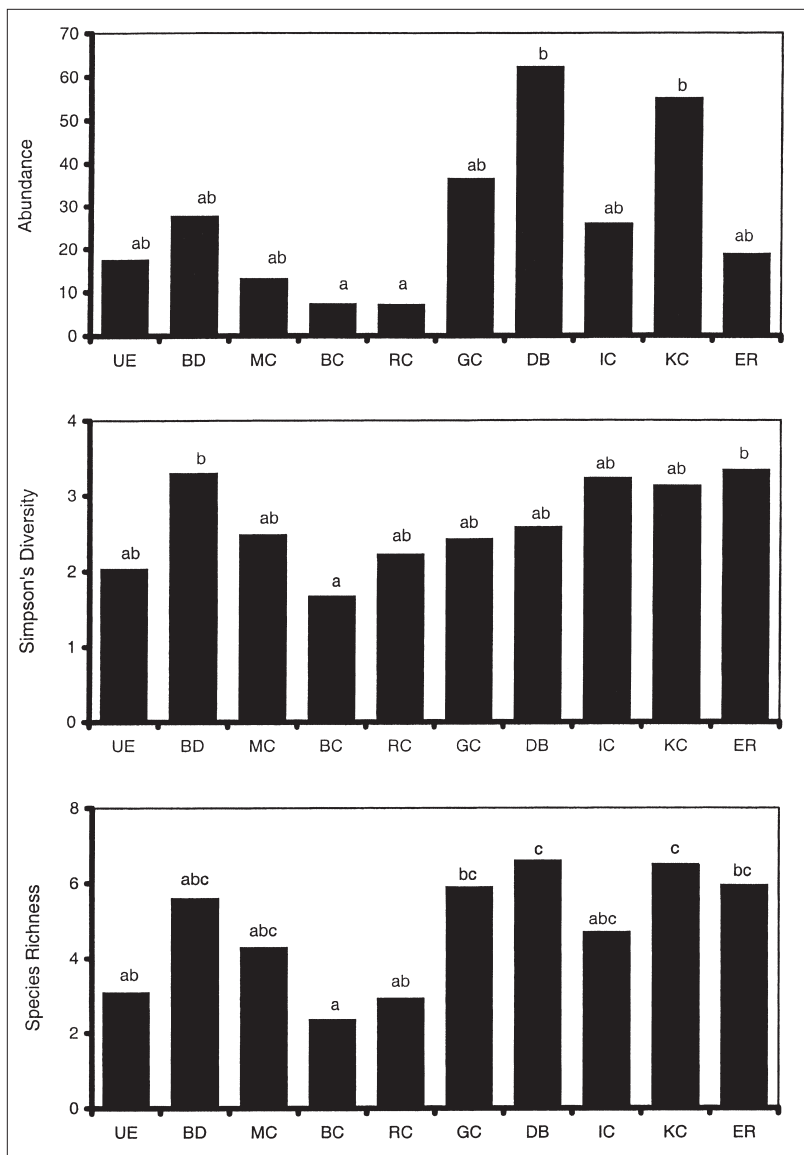 Abundance
70
60
50
40
30
20
10
0
ab ab ab a a ab b ab b ab
UE BD MC BC RC GC DB IC KC ER
Simpson's Diversity
4
3
2
1
0
ab b ab a ab ab ab ab ab b
UE BD MC BC RC GC DB IC KC ER
Species Richness
8
6
4
2
0
ab abc abc a ab bc c abc c bc
UE BD MC BC RC GC DB IC KC ER